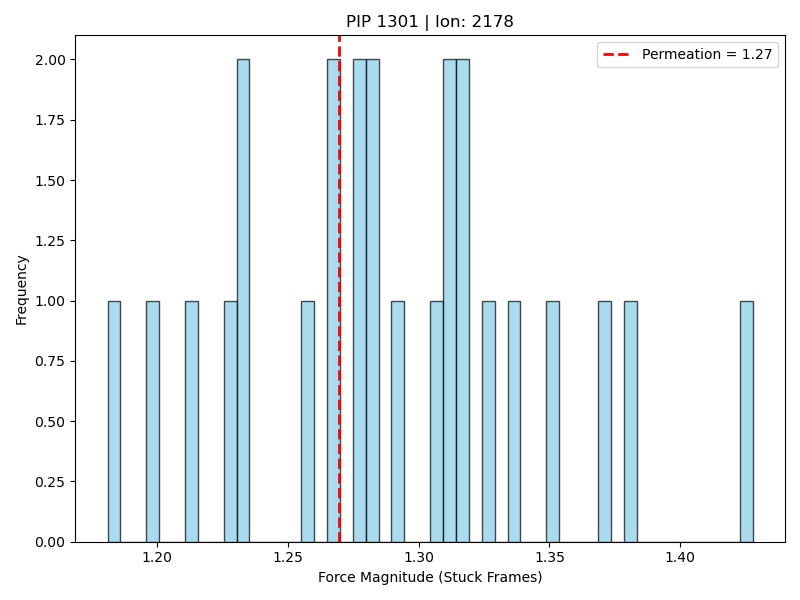 PIP 1301 | Ion: 2178
Permeation = 1.27
Frequency
2.00
1.75
1.50
1.25
1.00
0.75
0.50
0.25
0.00
1.20 1.25 1.30 1.35 1.40
Force Magnitude (Stuck Frames)